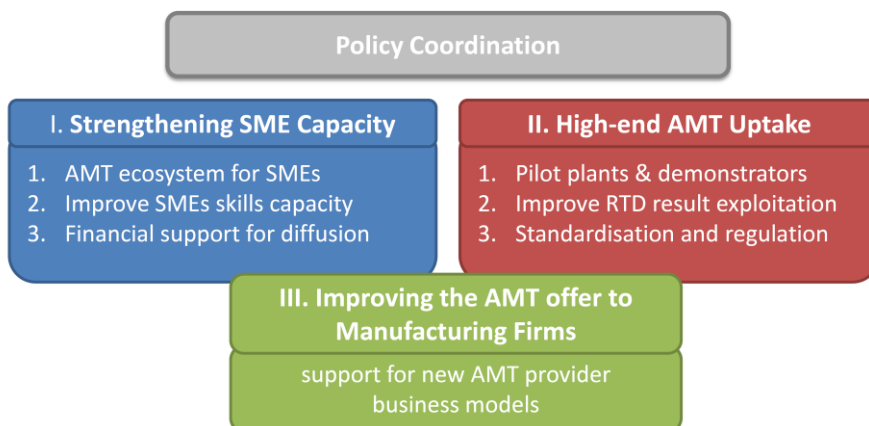 Policy Coordination
I. Strengthening SME Capacity
1. AMT ecosystem for SMEs
2. Improve SMEs skills capacity
3. Financial support for diffusion
II. High-end AMT Uptake
1. Pilot plants & demonstrators
2. Improve RTD result exploitation
3. Standardisation and regulation
III. Improving the AMT offer to
Manufacturing Firms
support for new AMT provider
business models